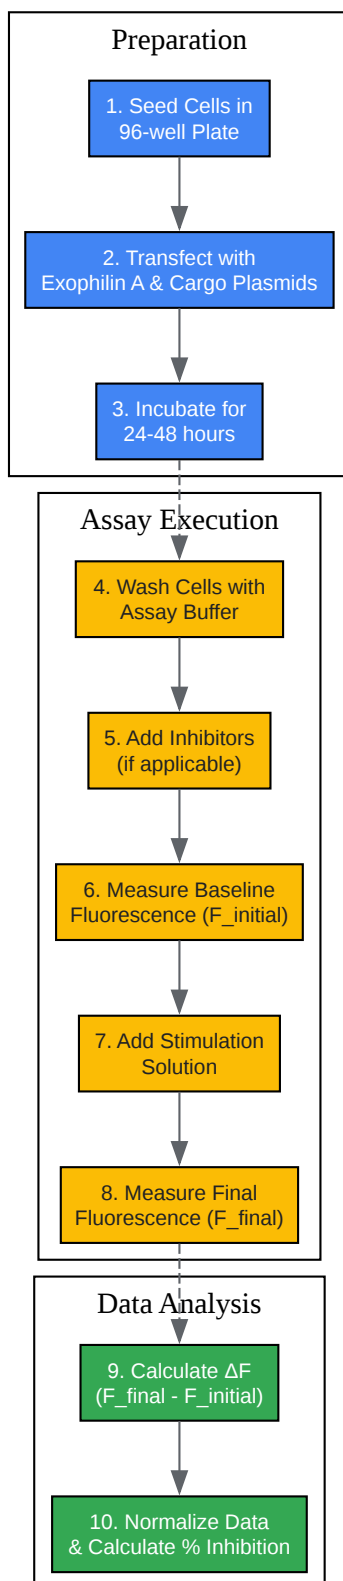 Preparation
1. Seed Cells in
96-well Plate
2. Transfect with
Exophilin A & Cargo Plasmids
3. Incubate for
24-48 hours
Assay Execution
4. Wash Cells with
Assay Buffer
5. Add Inhibitors
(if applicable)
6. Measure Baseline
Fluorescence (F_initial)
7. Add Stimulation
Solution
8. Measure Final
Fluorescence (F_final)
Data Analysis
9. Calculate ΔF
(F_final - F_initial)
10. Normalize Data
& Calculate % Inhibition